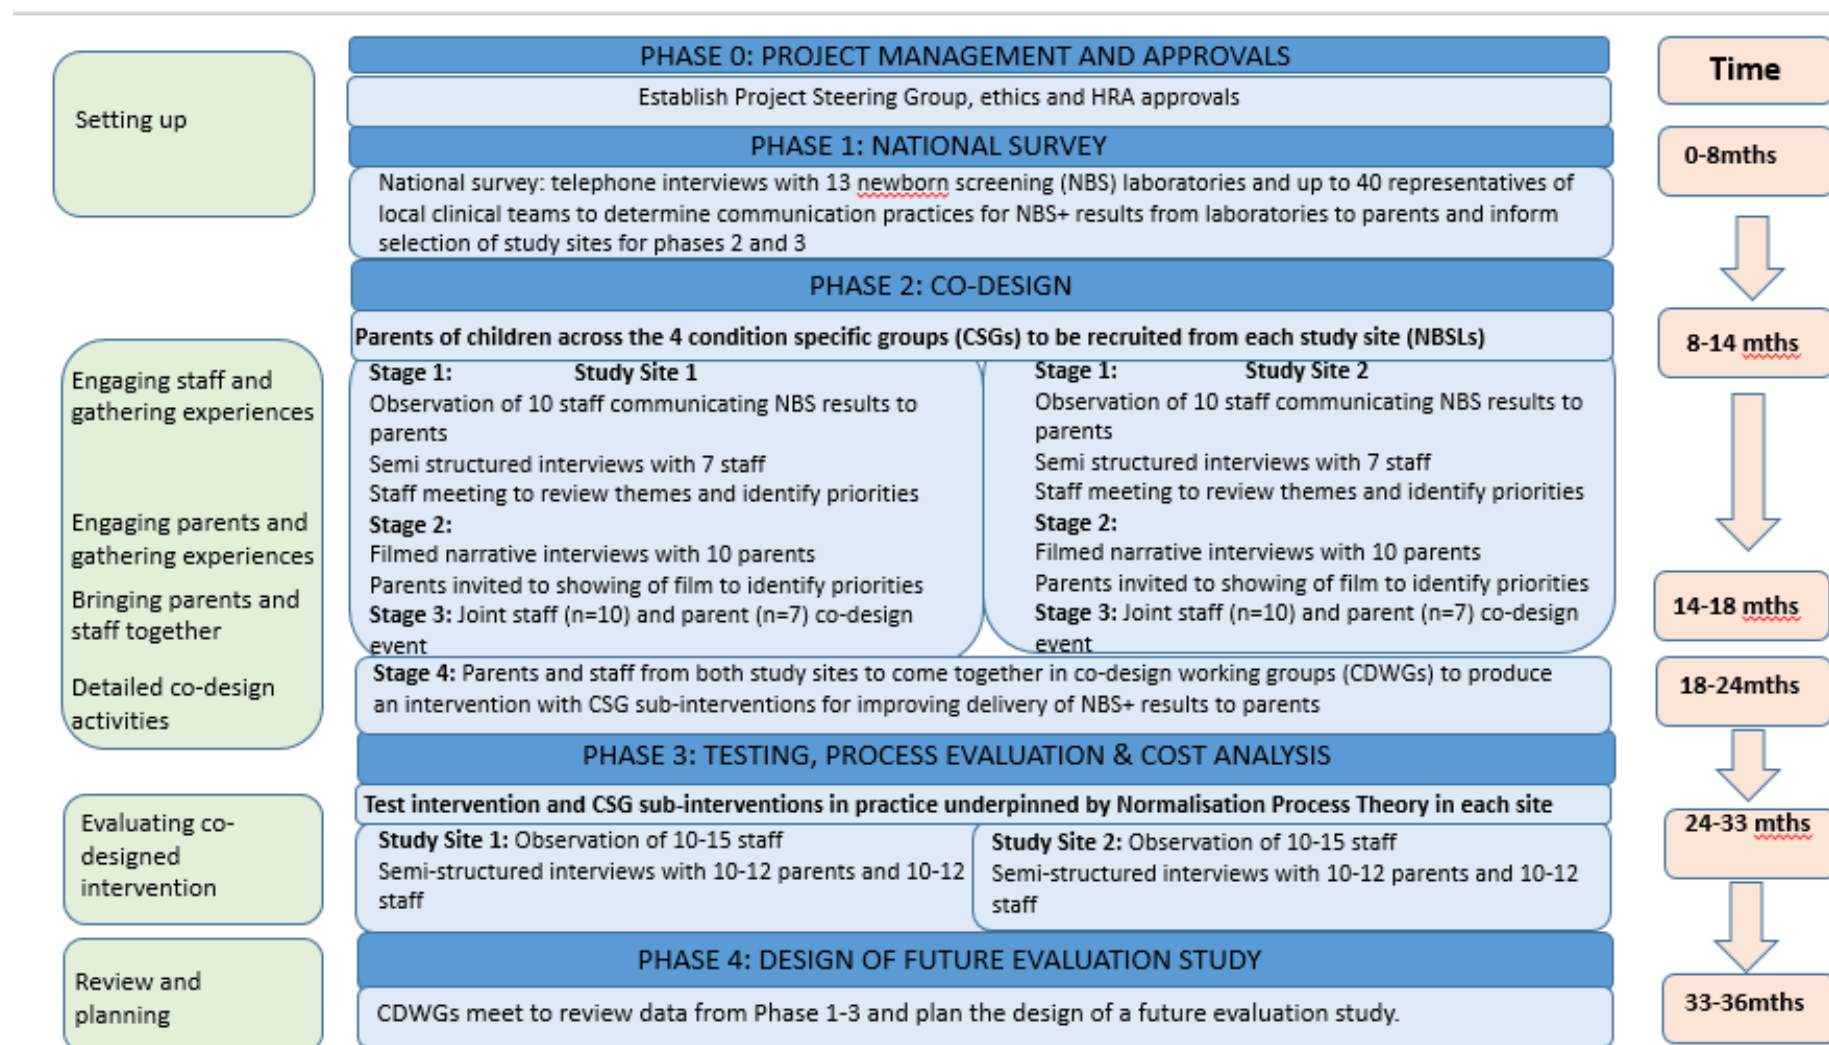 PHASE 0: PROJECT MANAGEMENT AND APPROVALS
Time
Setting up
Establish Project Steering Group, ethics and HRA approvals
PHASE 1: NATIONAL SURVEY
0-8mths
National survey: telephone interviews with 13 newborn screening (NBS) laboratories and up to 40 representatives of
local clinical teams to determine communication practices for NBS+ results from laboratories to parents and inform
selection of study sites for phases 2 and 3
PHASE 2: CO-DESIGN
Parents of children across the 4 condition specific groups (CSGs) to be recruited from each study site (NBSLs)
8-14 mths
Engaging staff and
gathering experiences
Engaging parents and
gathering experiences
Bringing parents and
staff together
Detailed co-design
activities
Stage 1: Study Site 1
Observation of 10 staff communicating NBS results to
parents
Semi structured interviews with 7 staff
Staff meeting to review themes and identify priorities
Stage 2:
Filmed narrative interviews with 10 parents
Parents invited to showing of film to identify priorities
Stage 3: Joint staff (n=10) and parent (n=7) co-design
event
Stage 1: Study Site 2
Observation of 10 staff communicating NBS results to
parents
Semi structured interviews with 7 staff
Staff meeting to review themes and identify priorities
Stage 2:
Filmed narrative interviews with 10 parents
Parents invited to showing of film to identify priorities
Stage 3: Joint staff (n=10) and parent (n=7) co-design
event
14-18 mths
Stage 4: Parents and staff from both study sites to come together in co-design working groups (CDWGs) to produce
an intervention with CSG sub-interventions for improving delivery of NBS+ results to parents
18-24mths
PHASE 3: TESTING, PROCESS EVALUATION & COST ANALYSIS
Test intervention and CSG sub-interventions in practice underpinned by Normalisation Process Theory in each site
Evaluating co-
designed
intervention
Study Site 1: Observation of 10-15 staff
Semi-structured interviews with 10-12 parents and 10-12
staff
Study Site 2: Observation of 10-15 staff
Semi-structured interviews with 10-12 parents and 10-12
staff
24-33 mths
PHASE 4: DESIGN OF FUTURE EVALUATION STUDY
Review and
planning
CDWGs meet to review data from Phase 1-3 and plan the design of a future evaluation study.
33-36mths